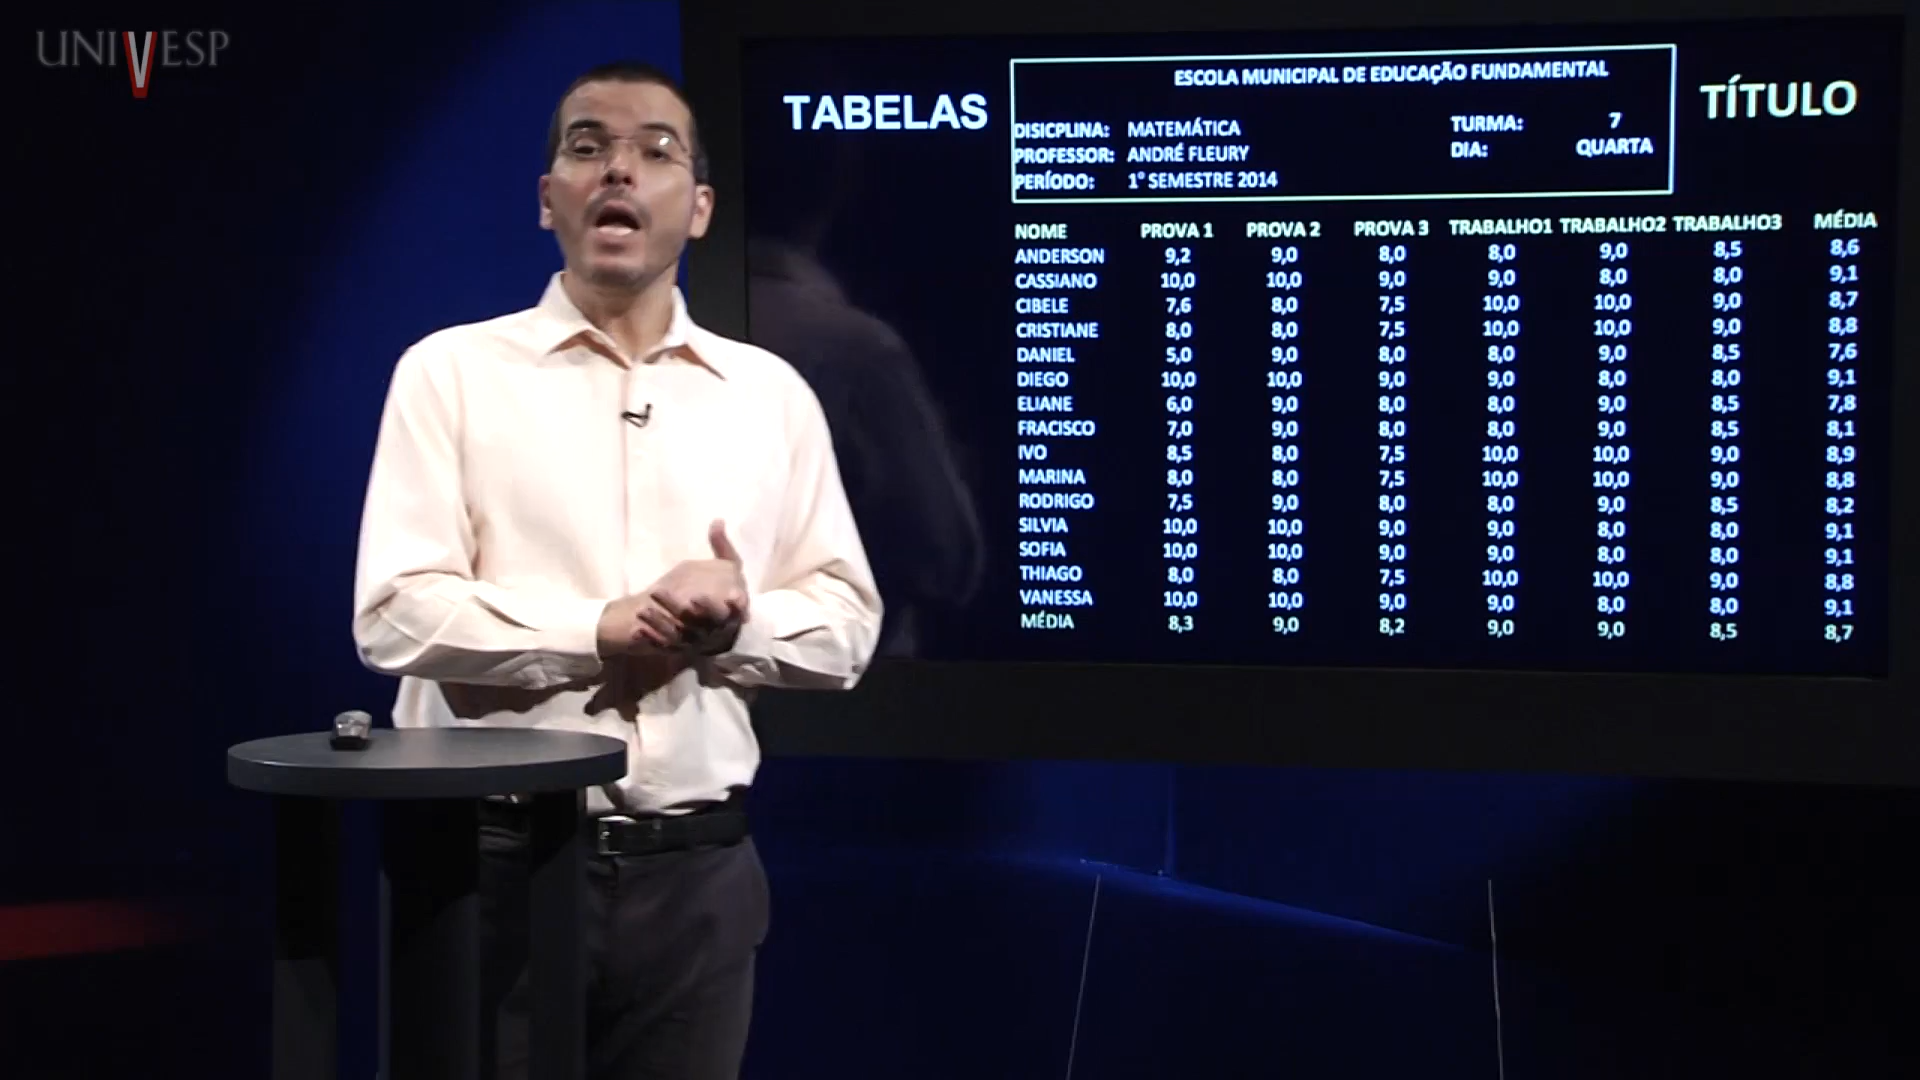 UNIVESP
TABELAS
TÍTULO
ESCOLA MUNICIPAL DE EDUCAÇÃO FUNDAMENTAL
DISICPLINA: MATEMÁTICA TURMA: 7
PROFESSOR: ANDRÉ FLEURY DIA: QUARTA
PERÍODO: 1º SEMESTRE 2014
NOME PROVA 1 PROVA 2 PROVA 3 TRABALHO1 TRABALHO2 TRABALHO3 MÉDIA
ANDERSON 9,2 9,0 8,0 8,0 9,0 8,5 8,6
CASSIANO 10,0 10,0 9,0 9,0 8,0 8,0 9,1
CIBELE 7,6 8,0 7,5 10,0 10,0 9,0 8,7
CRISTIANE 8,0 8,0 7,5 10,0 10,0 9,0 8,8
DANIEL 5,0 9,0 8,0 8,0 9,0 8,5 7,6
DIEGO 10,0 10,0 9,0 9,0 8,0 8,0 9,1
ELIANE 6,0 9,0 8,0 8,0 9,0 8,5 7,8
FRACISCO 7,0 9,0 8,0 8,0 9,0 8,5 8,1
IVO 8,5 8,0 7,5 10,0 10,0 9,0 8,9
MARINA 8,0 8,0 7,5 10,0 10,0 9,0 8,8
RODRIGO 7,5 9,0 8,0 8,0 9,0 8,5 8,2
SILVIA 10,0 10,0 9,0 9,0 8,0 8,0 9,1
SOFIA 10,0 10,0 9,0 9,0 8,0 8,0 9,1
THIAGO 8,0 8,0 7,5 10,0 10,0 9,0 8,8
VANESSA 10,0 10,0 9,0 9,0 8,0 8,0 9,1
MÉDIA 8,3 9,0 8,2 9,0 9,0 8,5 8,7